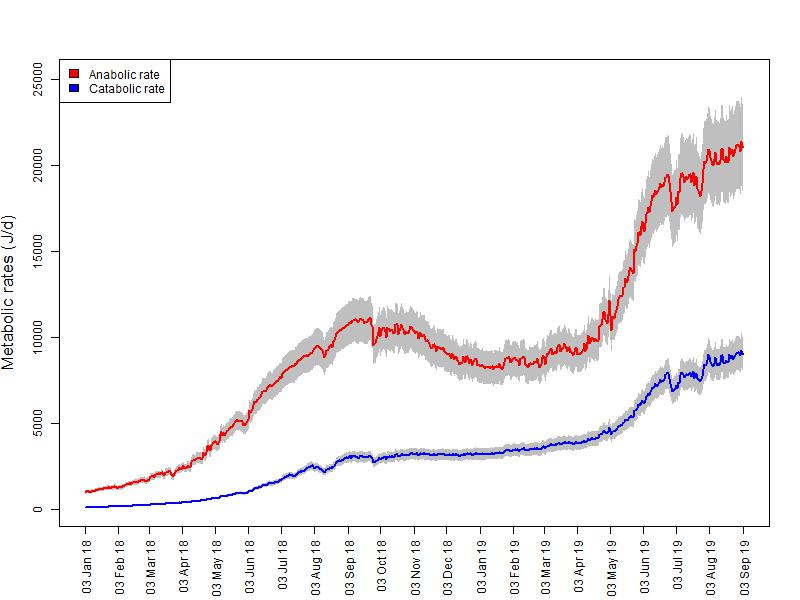 Anabolic rate
Catabolic rate
Metabolic rates (J/d)
25000
20000
15000
10000
5000
0
03 Jan 18
03 Feb 18
03 Mar 18
03 Apr 18
03 May 18
03 Jun 18
03 Jul 18
03 Aug 18
03 Sep 18
03 Oct 18
03 Nov 18
03 Dec 18
03 Jan 19
03 Feb 19
03 Mar 19
03 Apr 19
03 May 19
03 Jun 19
03 Jul 19
03 Aug 19
03 Sep 19